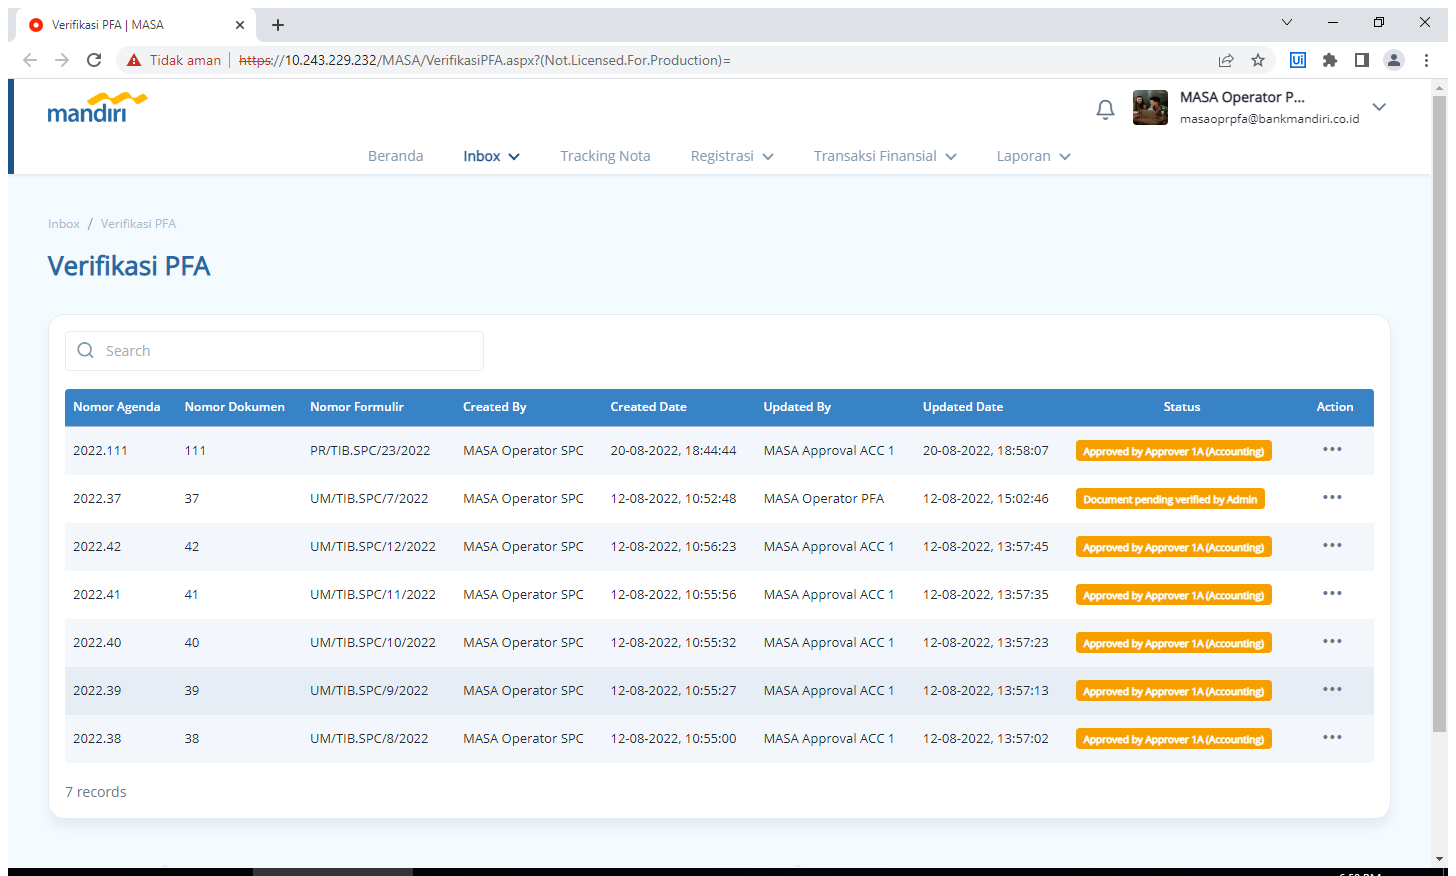 Verifikasi PFA | MASA
Tidak aman https://10.243.229.232/MASA/VerifikasiPFA.aspx?(Not.Licensed.For.Production)=
Ui
mandiri
MASA Operator P...
masaoprpfa@bankmandiri.co.id
Beranda Inbox Tracking Nota Registrasi Transaksi Finansial Laporan
Inbox / Verifikasi PFA
Verifikasi PFA
Search
Nomor Agenda Nomor Dokumen Nomor Formulir Created By Created Date Updated By Updated Date Status Action
2022.111 111 PR/TIB.SPC/23/2022 MASA Operator SPC 20-08-2022, 18:44:44 MASA Approval ACC 1 20-08-2022, 18:58:07 Approved by Approver 1A (Accounting)
2022.37 37 UM/TIB.SPC/7/2022 MASA Operator SPC 12-08-2022, 10:52:48 MASA Operator PFA 12-08-2022, 15:02:46 Document pending verified by Admin
2022.42 42 UM/TIB.SPC/12/2022 MASA Operator SPC 12-08-2022, 10:56:23 MASA Approval ACC 1 12-08-2022, 13:57:45 Approved by Approver 1A (Accounting)
2022.41 41 UM/TIB.SPC/11/2022 MASA Operator SPC 12-08-2022, 10:55:56 MASA Approval ACC 1 12-08-2022, 13:57:35 Approved by Approver 1A (Accounting)
2022.40 40 UM/TIB.SPC/10/2022 MASA Operator SPC 12-08-2022, 10:55:32 MASA Approval ACC 1 12-08-2022, 13:57:23 Approved by Approver 1A (Accounting)
2022.39 39 UM/TIB.SPC/9/2022 MASA Operator SPC 12-08-2022, 10:55:27 MASA Approval ACC 1 12-08-2022, 13:57:13 Approved by Approver 1A (Accounting)
2022.38 38 UM/TIB.SPC/8/2022 MASA Operator SPC 12-08-2022, 10:55:00 MASA Approval ACC 1 12-08-2022, 13:57:02 Approved by Approver 1A (Accounting)
7 records